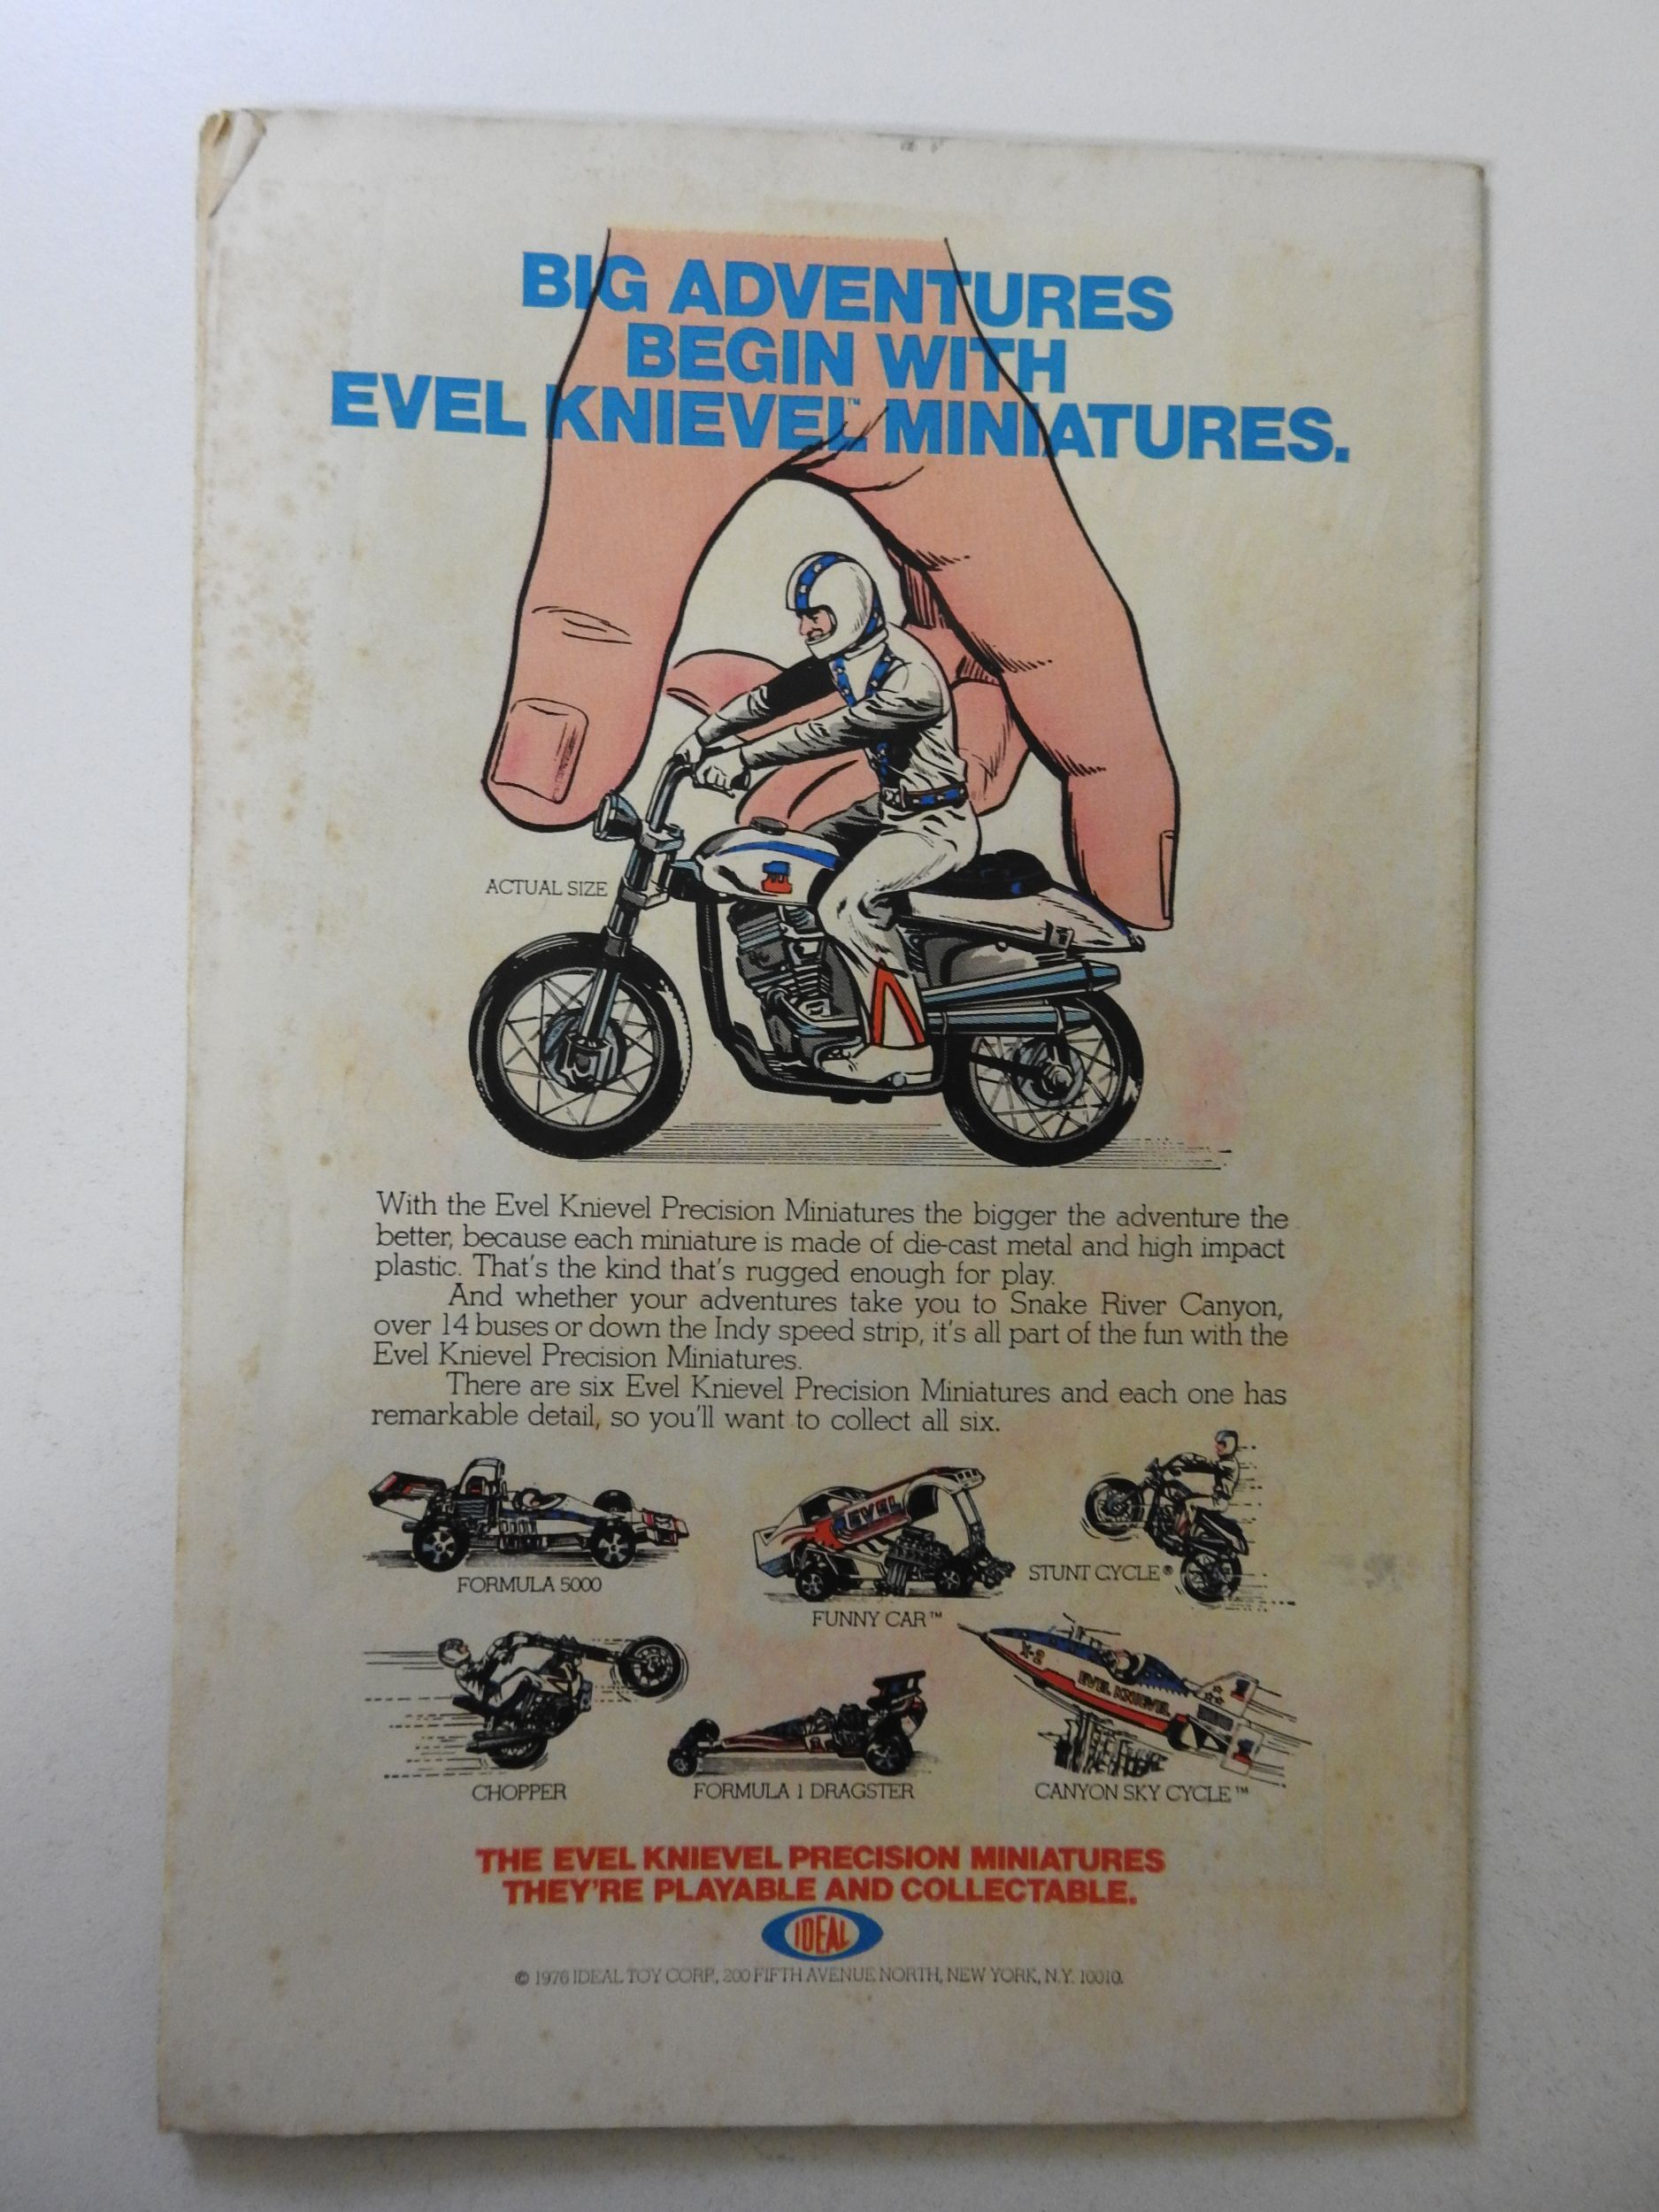 BIG ADVENTURES
BEGIN WITH
EVEL KNIEVEL™ MINIATURES.
ACTUAL SIZE
With the Evel Knievel Precision Miniatures the bigger the adventure the
better, because each miniature is made of die-cast metal and high impact
plastic. That's the kind that's rugged enough for play.
And whether your adventures take you to Snake River Canyon,
over 14 buses or down the Indy speed strip, it's all part of the fun with the
Evel Knievel Precision Miniatures.
There are six Evel Knievel Precision Miniatures and each one has
remarkable detail, so you'll want to collect all six.
EVEL
FORMULA 5000
FUNNY CAR™
STUNT CYCLE®
X-2
EVEL KNIEVEL
CHOPPER
FORMULA 1 DRAGSTER
CANYON SKY CYCLE™
THE EVEL KNIEVEL PRECISION MINIATURES
THEY'RE PLAYABLE AND COLLECTABLE.
IDEAL
© 1976 IDEAL TOY CORP., 200 FIFTH AVENUE NORTH, NEW YORK, N.Y. 10010.